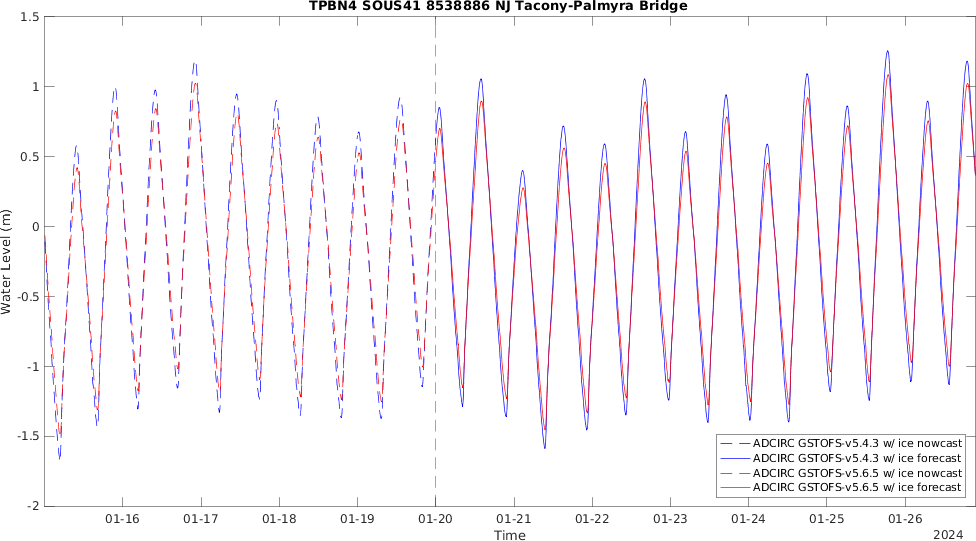 TPBN4 SOUS41 8538886 NJ Tacony-Palmyra Bridge
1.5
1
0.5
0
-0.5
-1
-1.5
-2
Water Level (m)
01-16 01-17 01-18 01-19 01-20 01-21 01-22 01-23 01-24 01-25 01-26
Time
2024
ADCIRC GSTOFS-v5.4.3 w/ ice nowcast
ADCIRC GSTOFS-v5.4.3 w/ ice forecast
ADCIRC GSTOFS-v5.6.5 w/ ice nowcast
ADCIRC GSTOFS-v5.6.5 w/ ice forecast